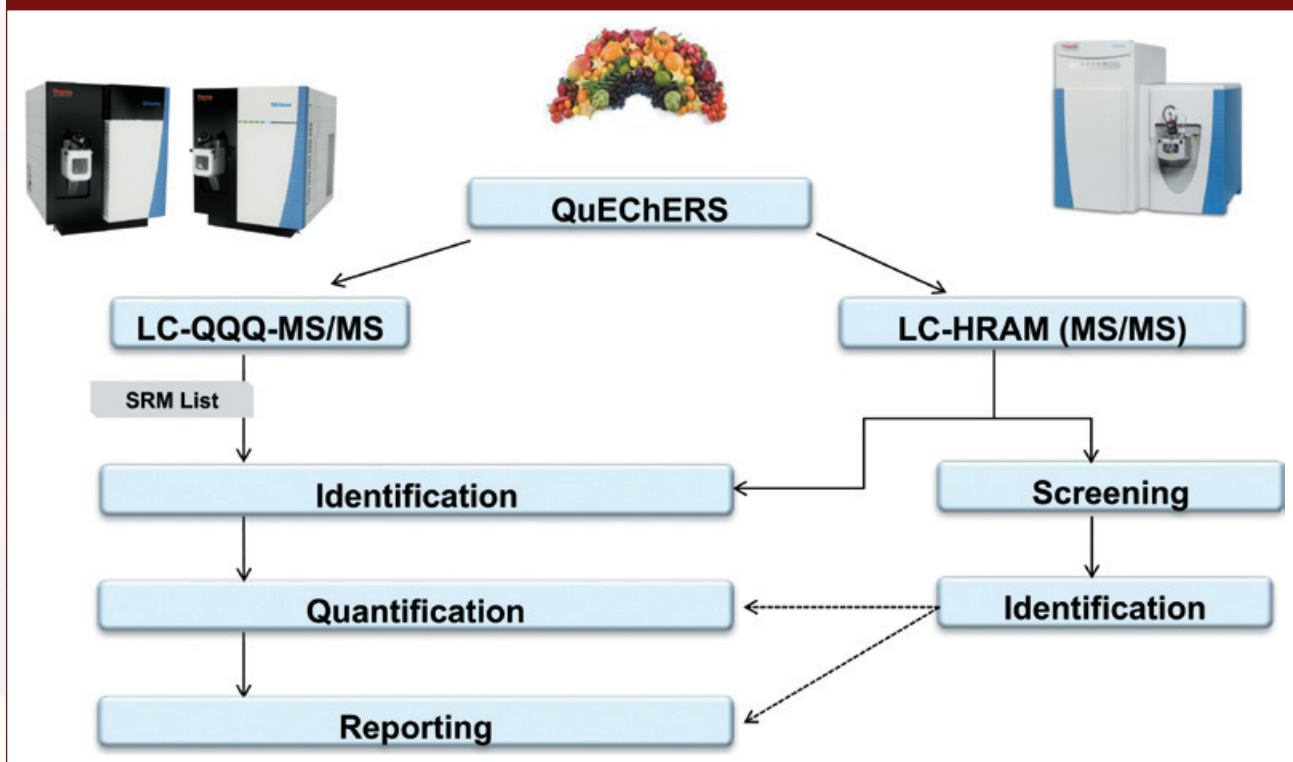 QuEChERS
LC-QQQ-MS/MS
LC-HRAM (MS/MS)
SRM List
Identification
Screening
Quantification
Identification
Reporting